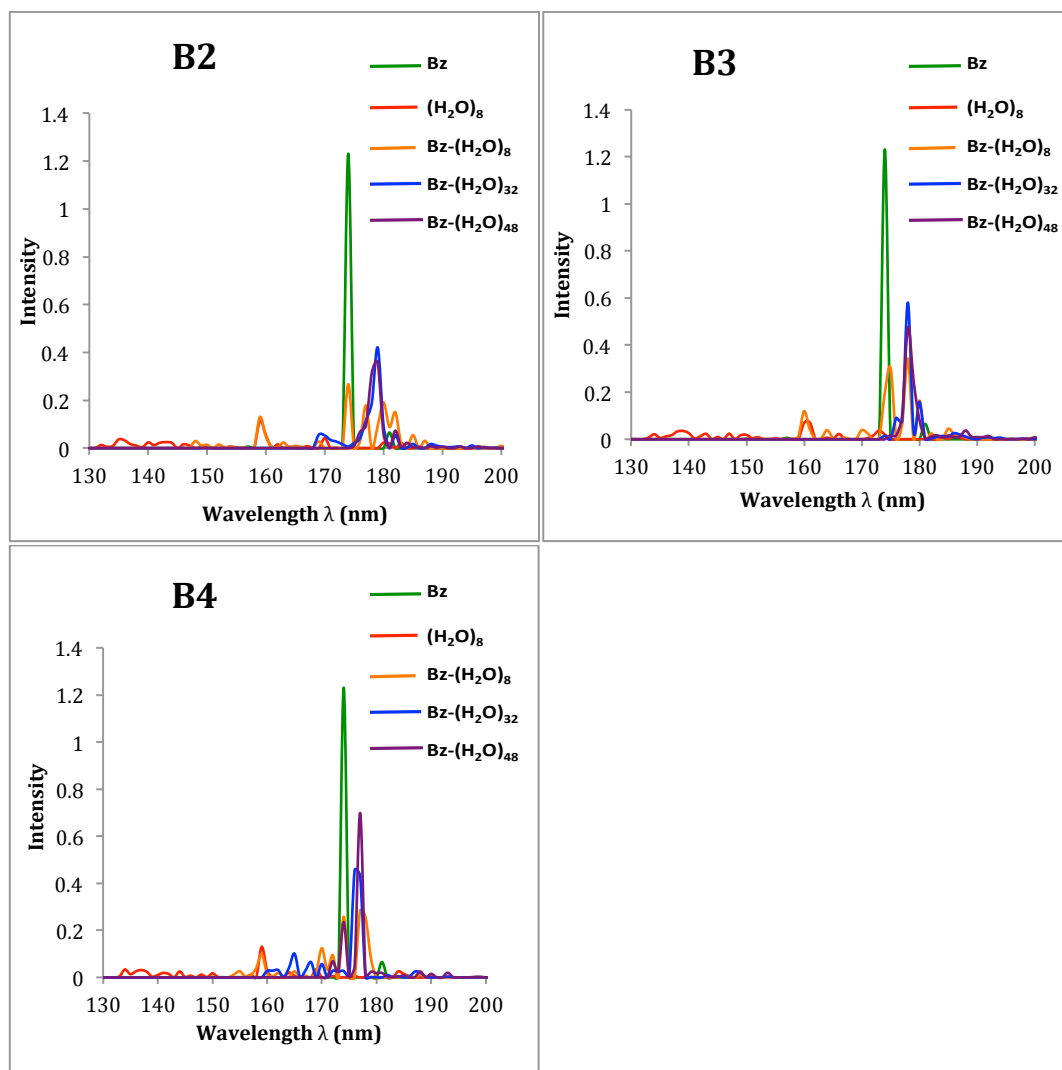 B2
Bz
(H₂O)₈
Bz-(H₂O)₈
Bz-(H₂O)₃₂
Bz-(H₂O)₄₈
1.4
1.2
1
0.8
0.6
0.4
0.2
0
Intensity
130 140 150 160 170 180 190 200
Wavelength λ (nm)
B3
Bz
(H₂O)₈
Bz-(H₂O)₈
Bz-(H₂O)₃₂
Bz-(H₂O)₄₈
1.4
1.2
1
0.8
0.6
0.4
0.2
0
Intensity
130 140 150 160 170 180 190 200
Wavelength λ (nm)
B4
Bz
(H₂O)₈
Bz-(H₂O)₈
Bz-(H₂O)₃₂
Bz-(H₂O)₄₈
1.4
1.2
1
0.8
0.6
0.4
0.2
0
Intensity
130 140 150 160 170 180 190 200
Wavelength λ (nm)